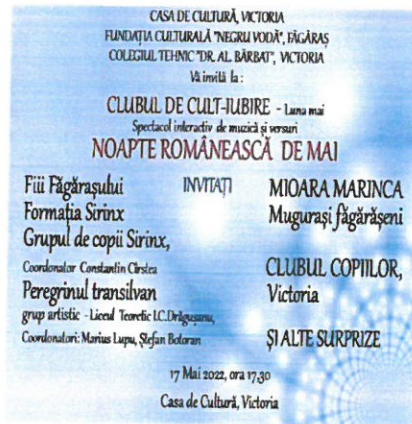 CASA DE CULTURĂ, VICTORIA
FUNDAȚIA CULTURALĂ "NEGRU VODĂ", FĂGĂRAȘ
COLEGIUL TEHNIC "DR. AL. BĂRBAT", VICTORIA
Vă invită la :
CLUBUL DE CULT-IUBIRE - Luna mai
Spectacol interactiv de muzică și versuri
NOAPTE ROMÂNEASCĂ DE MAI
INVITAȚI
Fiii Făgărașului
Formația Sirinx
Grupul de copii Sirinx,
Coordonator Constantin Cîrstea
Peregrinul transilvan
grup artistic - Liceul Teoretic I.C.Drăgușanu,
Coordonatori: Marius Lupu, Ștefan Botoran
MIOARA MARINCA
Mugurași făgărășeni
CLUBUL COPIILOR,
Victoria
ȘI ALTE SURPRIZE
17 Mai 2022, ora 17,30
Casa de Cultură, Victoria